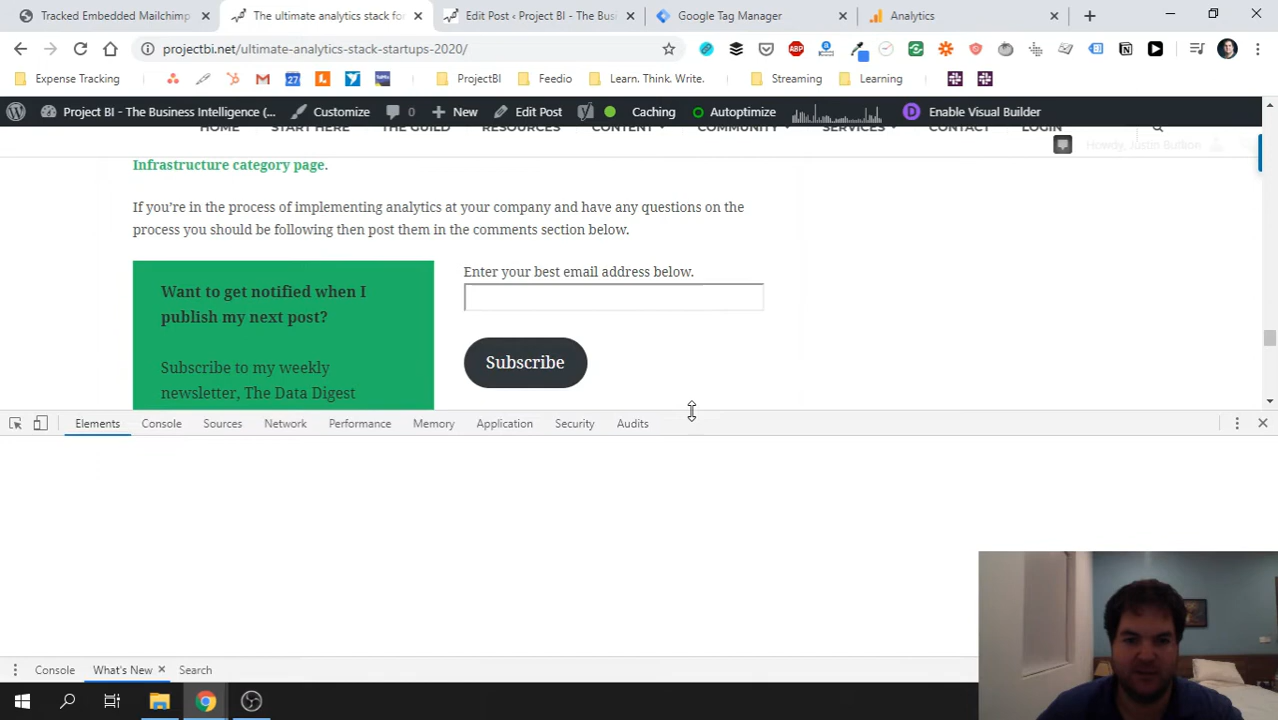 Tracked Embedded Mailchimp
The ultimate analytics stack fo
Edit Post ‹ Project BI - The Busi
Google Tag Manager
Analytics
projectbi.net/ultimate-analytics-stack-startups-2020/
ABP
Expense Tracking
27
ProjectBI
Feedio
Learn. Think. Write.
Streaming
Learning
Project BI - The Business Intelligence (...
Customize
0
New
Edit Post
Caching
Autoptimize
D
Enable Visual Builder
HOME
START HERE
THE GUILD
RESOURCES
CONTENT
COMMUNITY
SERVICES
CONTACT
LOGIN
Howdy, Justin Butlion
Infrastructure category page.
If you’re in the process of implementing analytics at your company and have any questions on the
process you should be following then post them in the comments section below.
Want to get notified when I
publish my next post?
Subscribe to my weekly
newsletter, The Data Digest
Enter your best email address below.
Subscribe
Elements
Console
Sources
Network
Performance
Memory
Application
Security
Audits
Console
What's New
Search